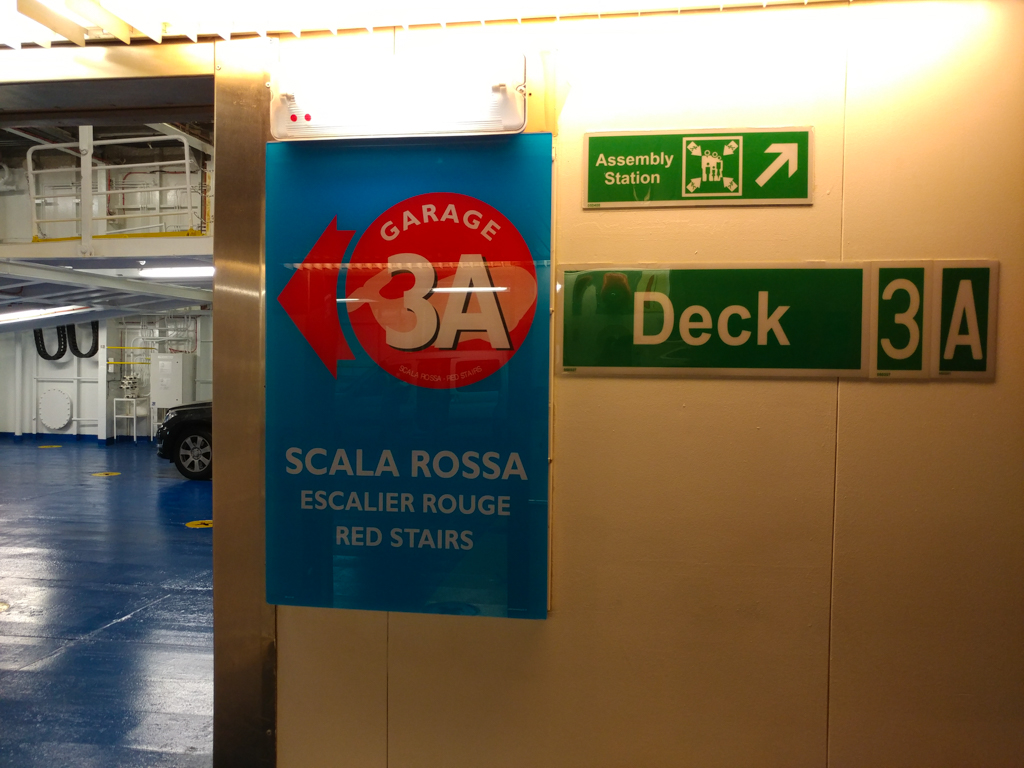 GARAGE
3A
SCALA ROSSA - RED STAIRS
SCALA ROSSA
ESCALIER ROUGE
RED STAIRS
Assembly
Station
Deck 3 A